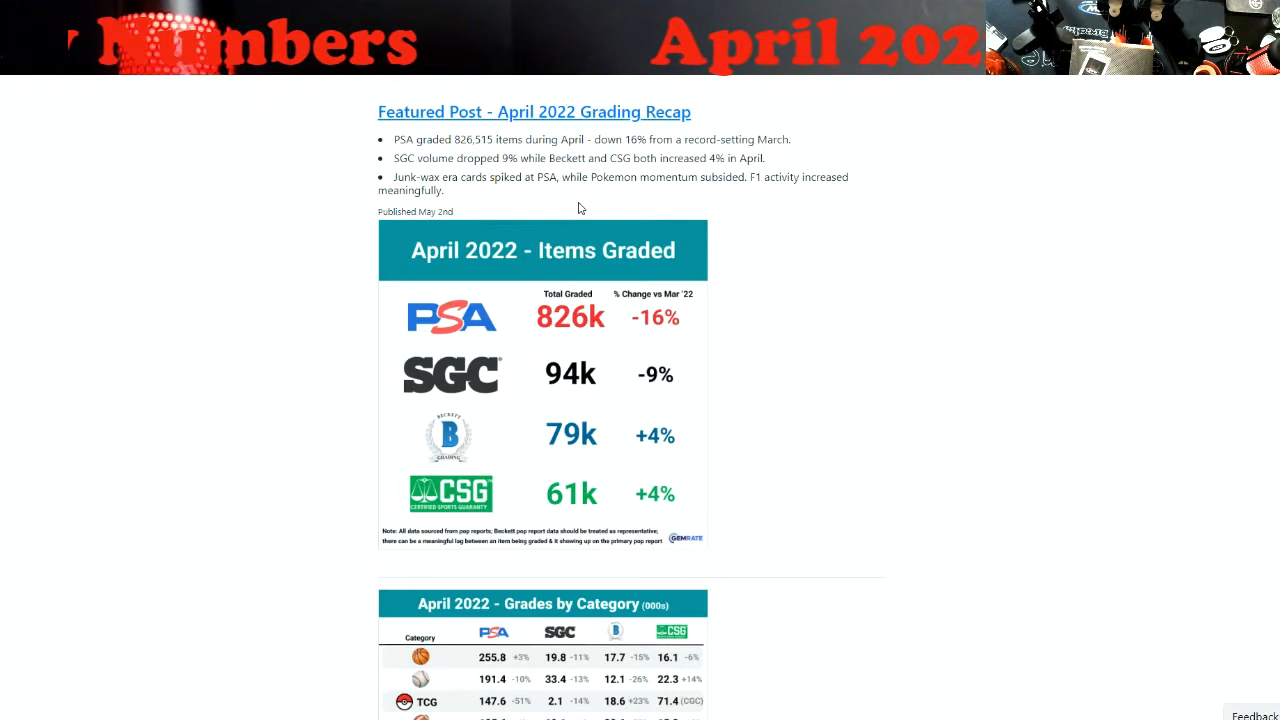 Numbers April 202
Featured Post - April 2022 Grading Recap
• PSA graded 826,515 items during April - down 16% from a record-setting March.
• SGC volume dropped 9% while Beckett and CSG both increased 4% in April.
• Junk-wax era cards spiked at PSA, while Pokemon momentum subsided. F1 activity increased
meaningfully.
Published May 2nd
April 2022 - Items Graded
Total Graded % Change vs Mar '22
PSA 826k -16%
SGC 94k -9%
BECKETT B GRADING 79k +4%
CSG CERTIFIED SPORTS GUARANTY 61k +4%
Note: All data sourced from pop reports; Beckett pop report data should be treated as representative;
there can be a meaningful lag between an item being graded & it showing up on the primary pop report GEMRATE
April 2022 - Grades by Category (000s)
Category PSA SGC B CSG
255.8 +3% 19.8 -11% 17.7 -15% 16.1 -6%
191.4 -10% 33.4 -13% 12.1 -26% 22.3 +14%
TCG 147.6 -51% 2.1 -14% 18.6 +23% 71.4 (CGC)
Feedback